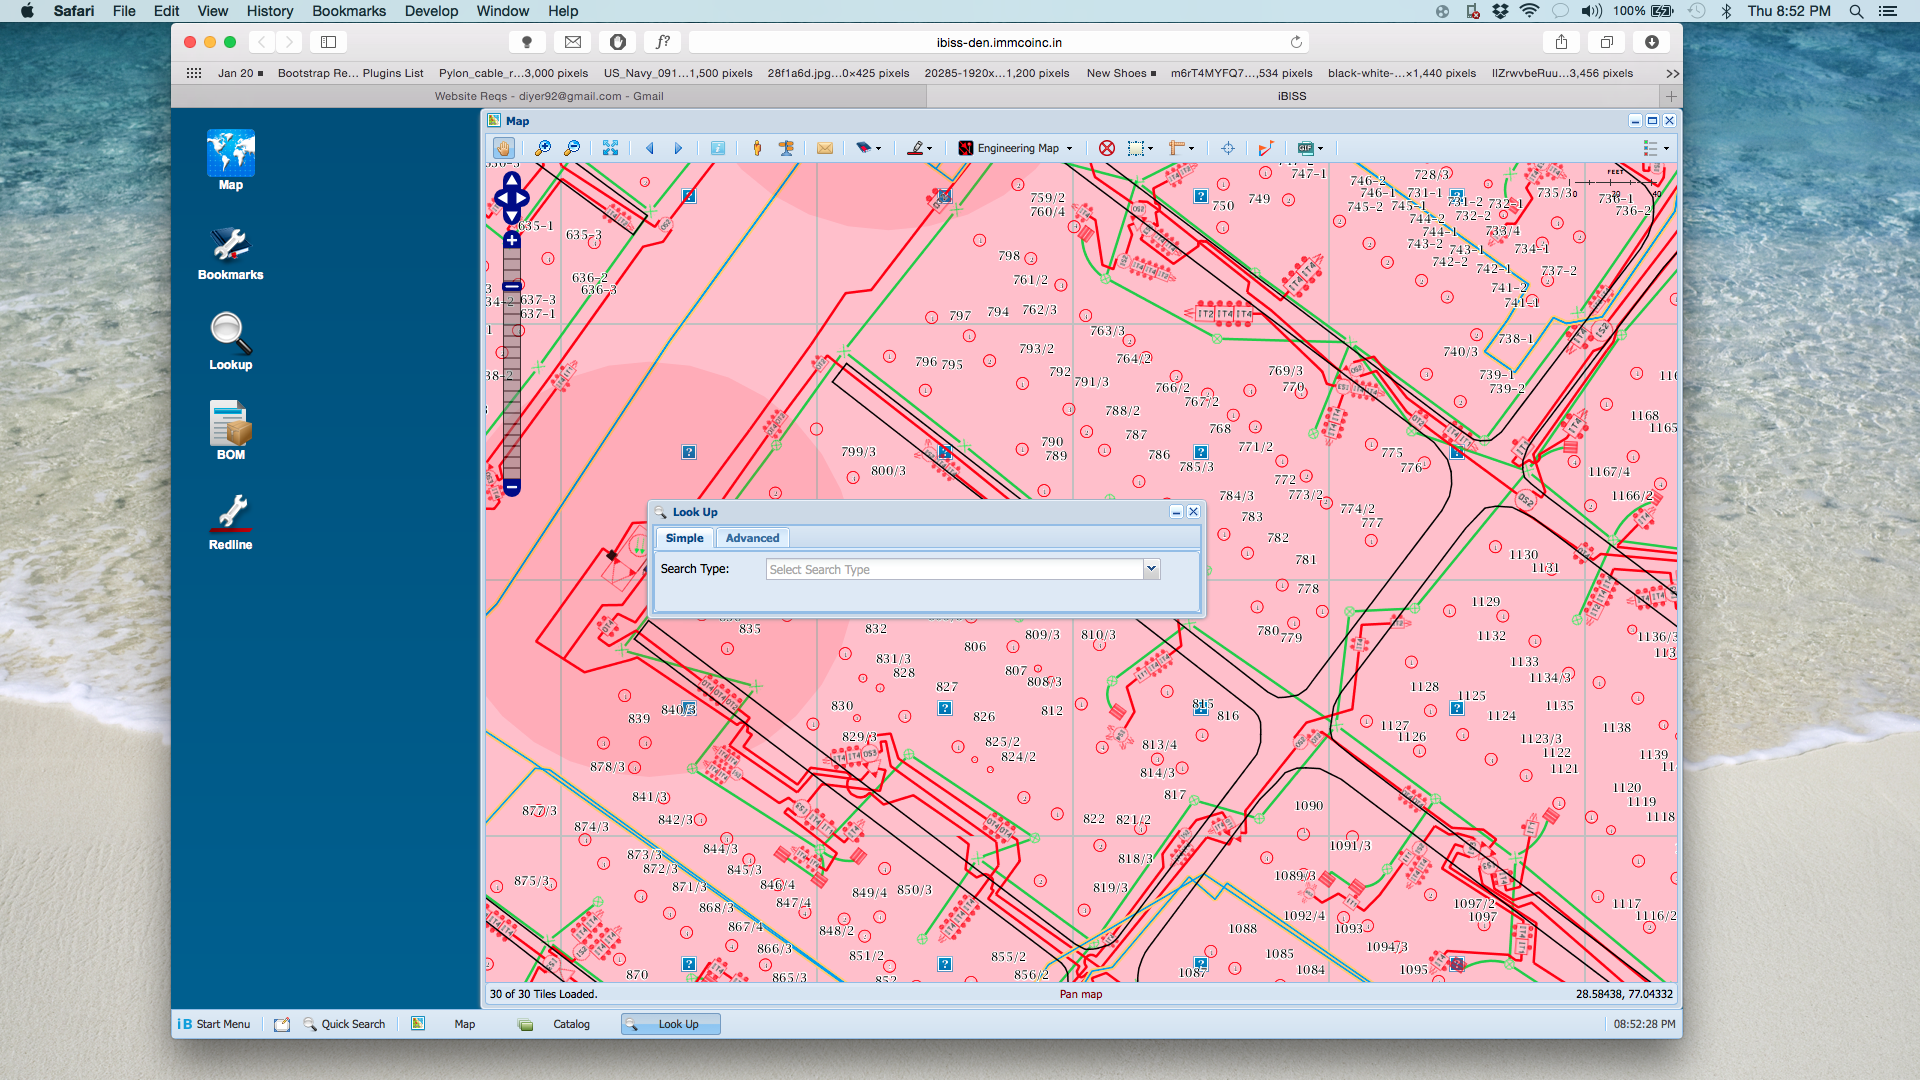 Safari File Edit View History Bookmarks Develop Window Help
100% Thu 8:52 PM
f?
ibiss-den.immcoinc.in
Jan 20 Bootstrap Re... Plugins List Pylon_cable_r...3,000 pixels US_Navy_091...1,500 pixels 28f1a6d.jpg...0×425 pixels 20285-1920x...1,200 pixels New Shoes m6rT4MYFQ7...,534 pixels black-white-...×1,440 pixels IIZrwvbeRuu...3,456 pixels
Website Reqs - diyer92@gmail.com - Gmail
iBISS
Map
Engineering Map
GIF
Map
Bookmarks
Lookup
BOM
Redline
FEET
747-1 746-2 728/3
759/2 750 749 746-1 731-1 735/3
760/4 745-2 745-1 731-2 732-1 736-1
744-2 732-2 736-2
635-1 635-3 744-1 733/4
743-2 743-1 734-1
798 742-2 742-1 737-2
636-2 761/2 741-2
636-3 741-1
637-3 762/3
637-1 797 794 763/3 738-1
793/2 764/2 740/3
796 795 792 769/3 739-1
791/3 766/2 770 739-2
767/2
788/2 768 1168
787 1165
790 771/2 775
799/3 789 786 785/3 776
800/3 772 1167/4
784/3 773/2 1166/2
783 774/2
777
782 1130
781 1131
Look Up
Simple Advanced
Search Type: Select Search Type
778 1129
835 832 809/3 810/3 780 779 1132 1136/3
806
831/3 807 1133
828 808/3 1134/3
827 1128 1125
840/3 830 826 812 815 816 1124 1135
839 829/3 825/2 813/4 1127 1123/3 1138
824/2 1126 1122 1139
878/3 814/3 1121
841/3 817 1090 1120
877/3 842/3 822 821/2 1119
874/3 1118
844/3 818/3 1091/3
873/3 845/3
872/3 846/4 819/3 1089/3
875/3 871/3 847/4 849/4 850/3 1097/2 1117
868/3 848/2 1092/4 1097 1116/2
867/4 1088 1093
866/3 851/2 855/2 1085 1094/3
870 865/3 852 856/2 1087 1084 1095
30 of 30 Tiles Loaded. Pan map 28.58438, 77.04332
iB Start Menu Quick Search Map Catalog Look Up 08:52:28 PM